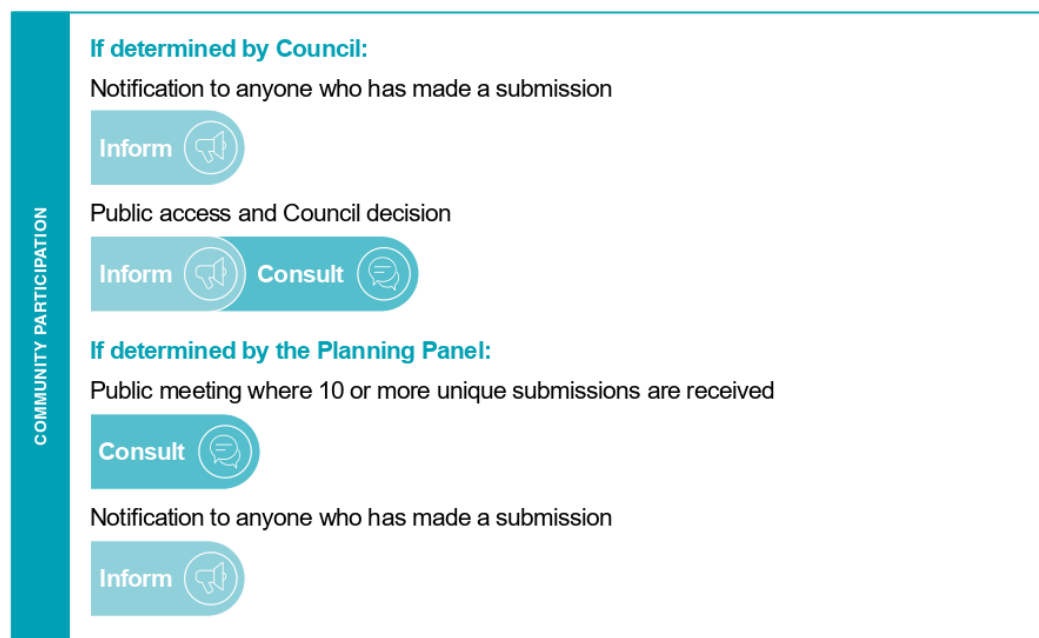 COMMUNITY PARTICIPATION
If determined by Council:
Notification to anyone who has made a submission
Inform
Public access and Council decision
Inform Consult
If determined by the Planning Panel:
Public meeting where 10 or more unique submissions are received
Consult
Notification to anyone who has made a submission
Inform